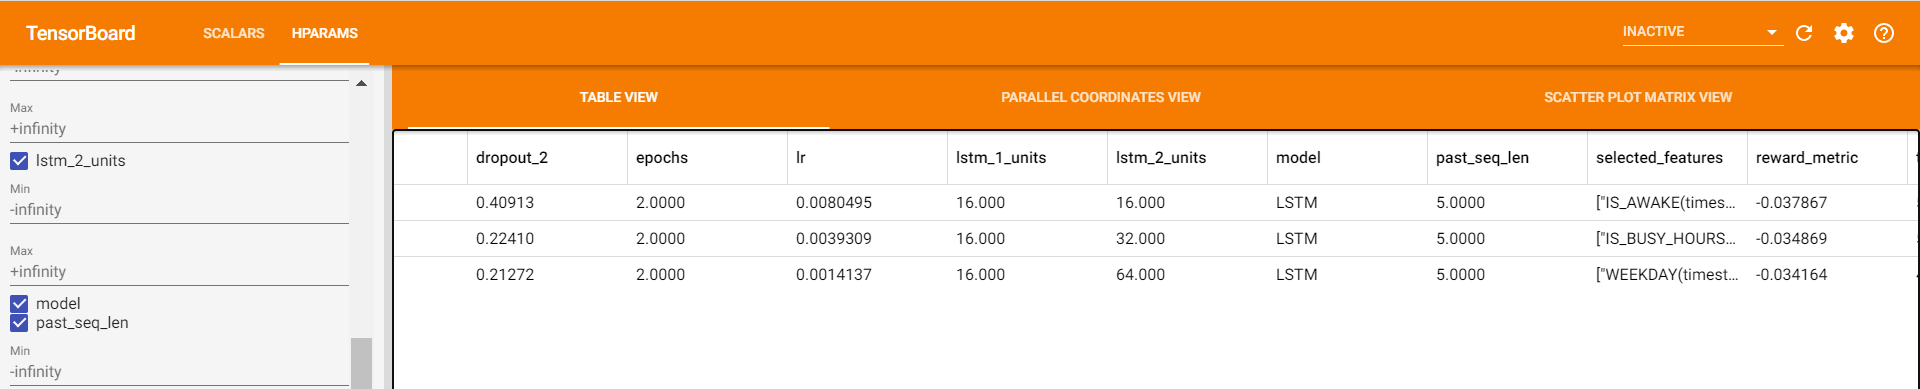 TensorBoard
SCALARS
HPARAMS
INACTIVE
-infinity
Max
+infinity
lstm_2_units
Min
-infinity
Max
+infinity
model
past_seq_len
Min
-infinity
TABLE VIEW
PARALLEL COORDINATES VIEW
SCATTER PLOT MATRIX VIEW
dropout_2 epochs lr lstm_1_units lstm_2_units model past_seq_len selected_features reward_metric
0.40913 2.0000 0.0080495 16.000 16.000 LSTM 5.0000 ["IS_AWAKE(times... -0.037867
0.22410 2.0000 0.0039309 16.000 32.000 LSTM 5.0000 ["IS_BUSY_HOURS... -0.034869
0.21272 2.0000 0.0014137 16.000 64.000 LSTM 5.0000 ["WEEKDAY(timest... -0.034164